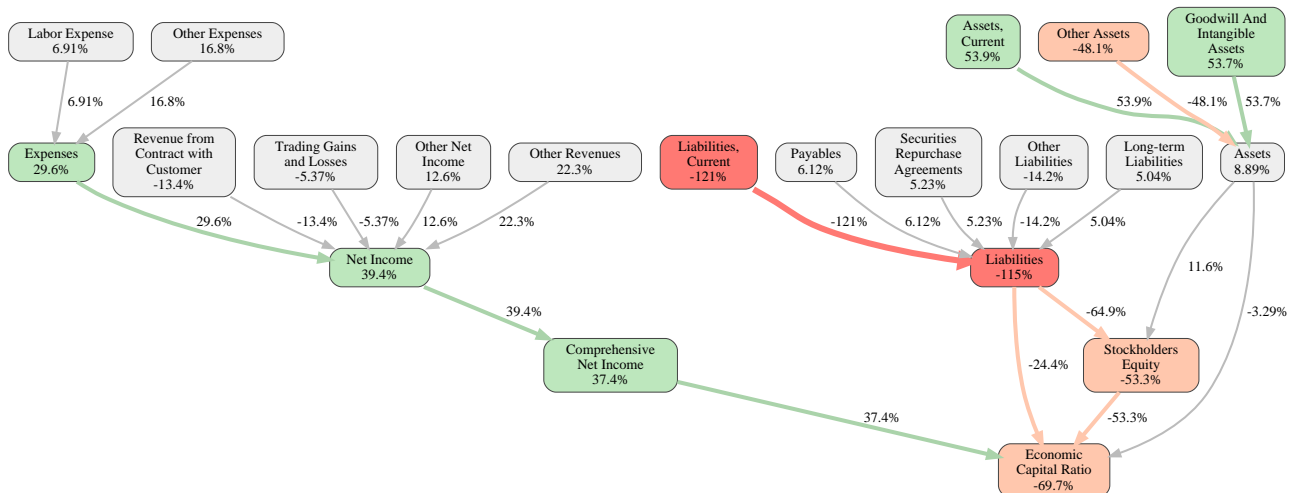 Labor Expense
6.91%
Other Expenses
16.8%
Assets,
Current
53.9%
Other Assets
-48.1%
Goodwill And
Intangible
Assets
53.7%
6.91%
16.8%
53.9%
-48.1%
53.7%
Expenses
29.6%
Revenue from
Contract with
Customer
-13.4%
Trading Gains
and Losses
-5.37%
Other Net
Income
12.6%
Other Revenues
22.3%
Liabilities,
Current
-121%
Payables
6.12%
Securities
Repurchase
Agreements
5.23%
Other
Liabilities
-14.2%
Long-term
Liabilities
5.04%
Assets
8.89%
29.6%
-13.4%
-5.37%
12.6%
22.3%
-121%
6.12%
5.23%
-14.2%
5.04%
Net Income
39.4%
Liabilities
-115%
11.6%
39.4%
-64.9%
-3.29%
Comprehensive
Net Income
37.4%
-24.4%
Stockholders
Equity
-53.3%
37.4%
-53.3%
Economic
Capital Ratio
-69.7%